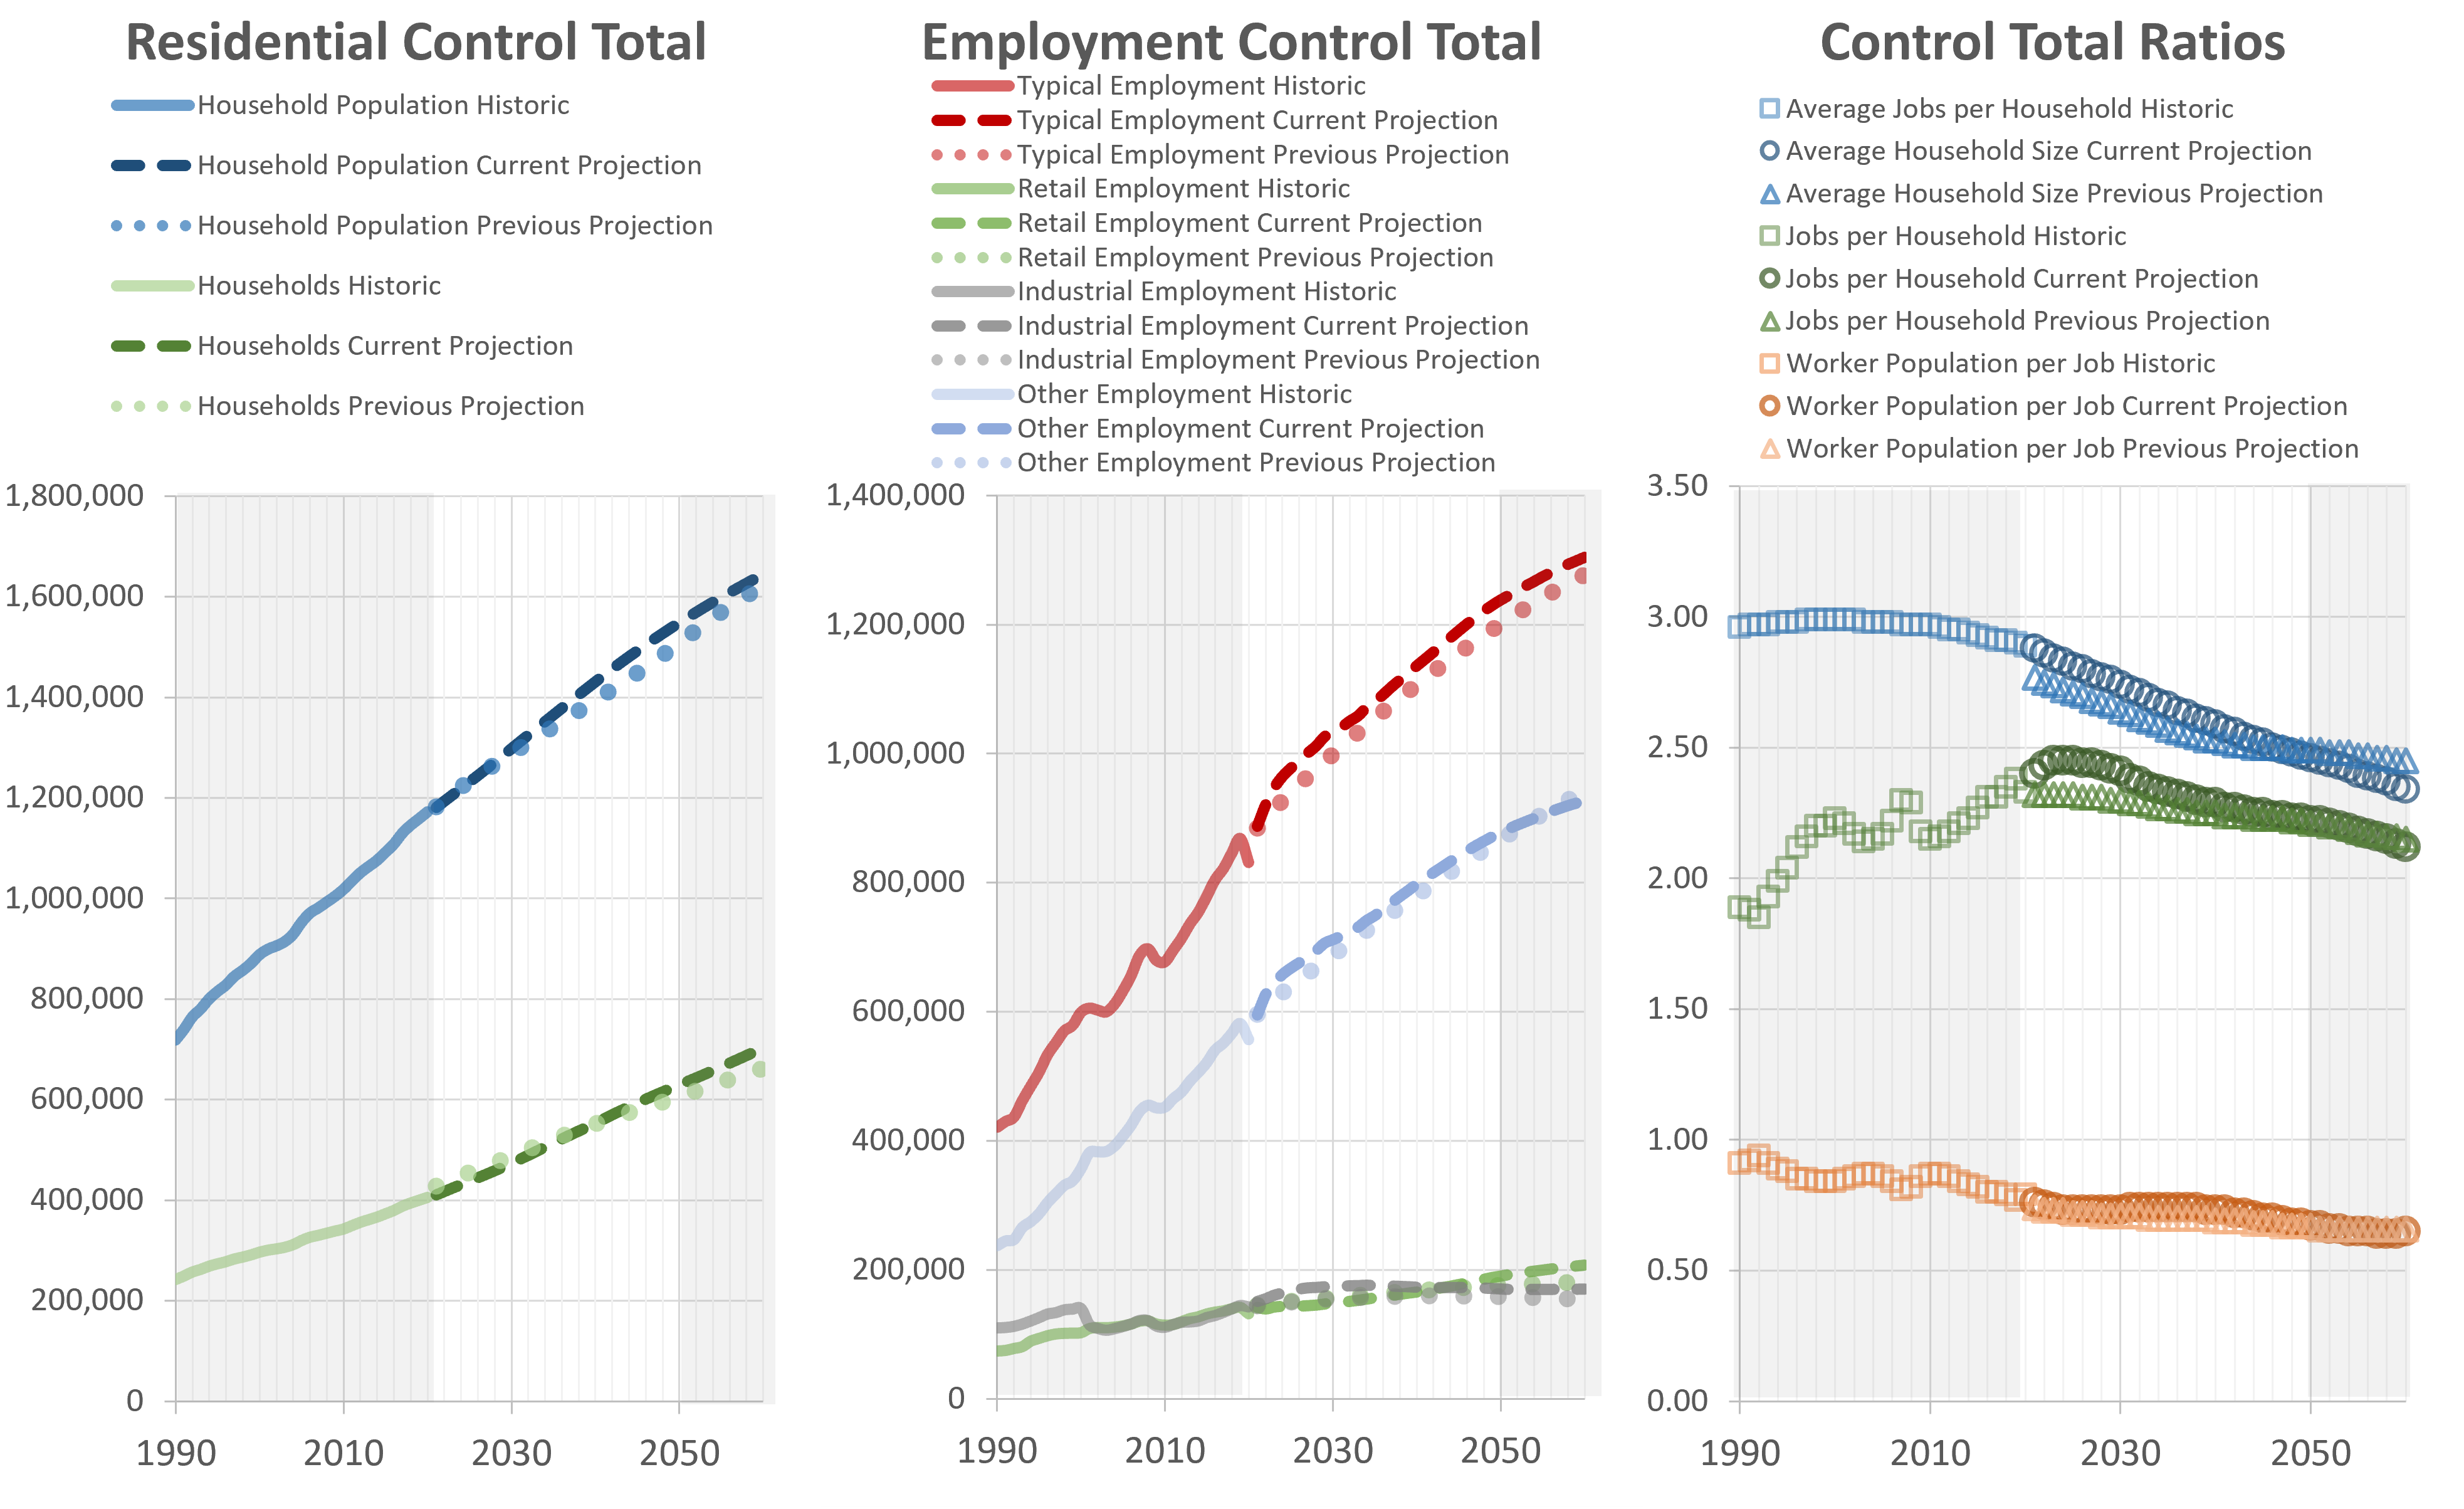 Residential Control Total
Household Population Historic
Household Population Current Projection
Household Population Previous Projection
Households Historic
Households Current Projection
Households Previous Projection
1,800,000
1,600,000
1,400,000
1,200,000
1,000,000
800,000
600,000
400,000
200,000
0
1990 2010 2030 2050
Employment Control Total
Typical Employment Historic
Typical Employment Current Projection
Typical Employment Previous Projection
Retail Employment Historic
Retail Employment Current Projection
Retail Employment Previous Projection
Industrial Employment Historic
Industrial Employment Current Projection
Industrial Employment Previous Projection
Other Employment Historic
Other Employment Current Projection
Other Employment Previous Projection
1,400,000
1,200,000
1,000,000
800,000
600,000
400,000
200,000
0
1990 2010 2030 2050
Control Total Ratios
Average Jobs per Household Historic
Average Household Size Current Projection
Average Household Size Previous Projection
Jobs per Household Historic
Jobs per Household Current Projection
Jobs per Household Previous Projection
Worker Population per Job Historic
Worker Population per Job Current Projection
Worker Population per Job Previous Projection
3.50
3.00
2.50
2.00
1.50
1.00
0.50
0.00
1990 2010 2030 2050